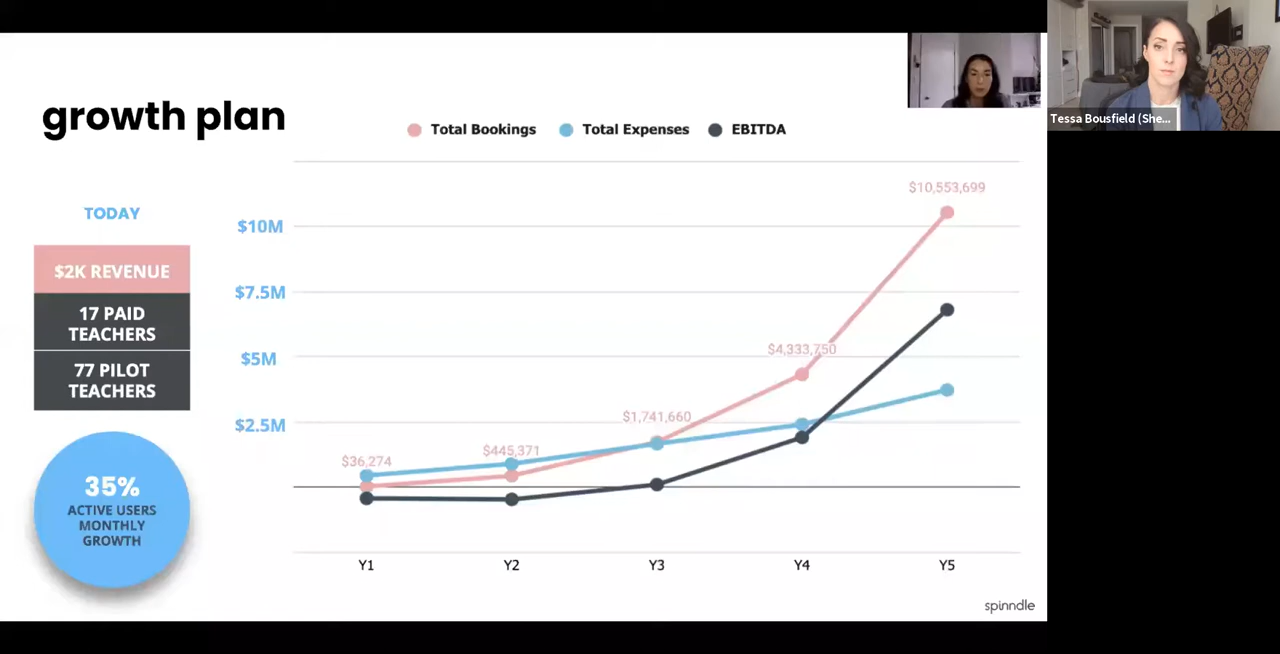 growth plan
Total Bookings
Total Expenses
EBITDA
TODAY
$2K REVENUE
17 PAID
TEACHERS
77 PILOT
TEACHERS
35%
ACTIVE USERS
MONTHLY
GROWTH
$10M
$7.5M
$5M
$2.5M
$36,274
$445,371
$1,741,660
$4,333,750
$10,553,699
Y1
Y2
Y3
Y4
Y5
spinndle
Tessa Bousfield (She...